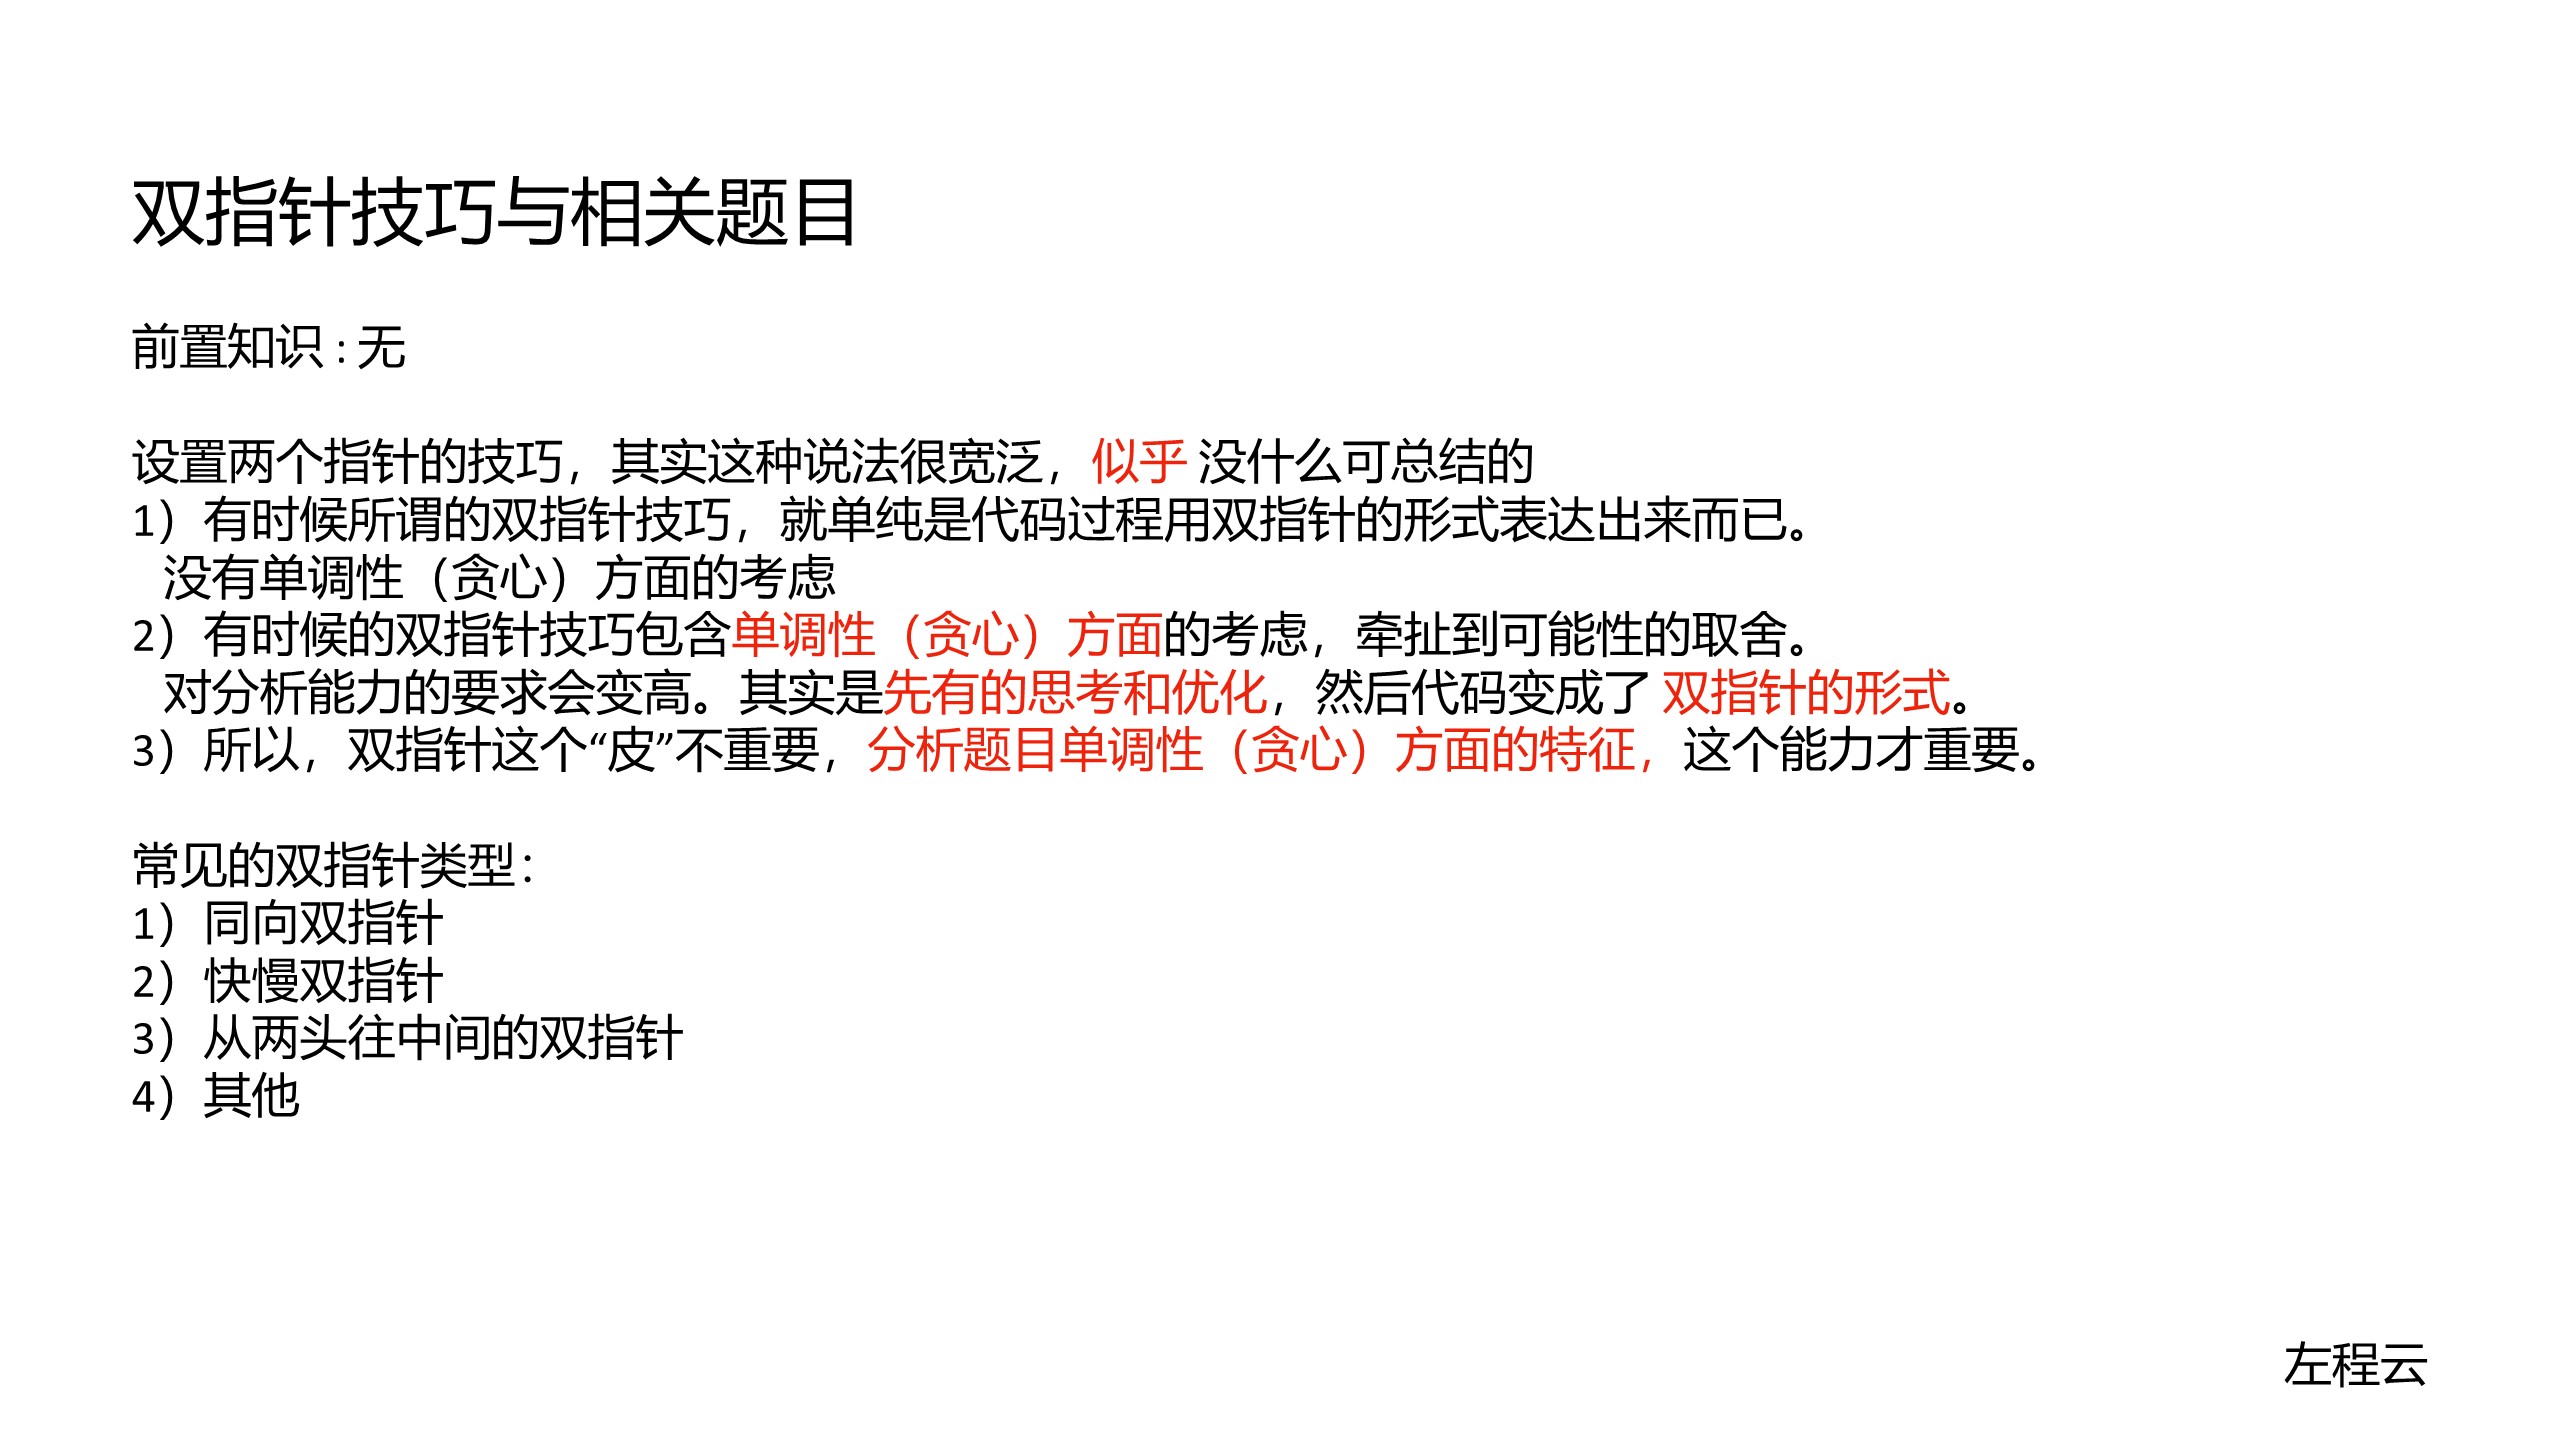 双指针技巧与相关题目
前置知识 : 无
设置两个指针的技巧，其实这种说法很宽泛，似乎 没什么可总结的
1）有时候所谓的双指针技巧，就单纯是代码过程用双指针的形式表达出来而已。
没有单调性（贪心）方面的考虑
2）有时候的双指针技巧包含单调性（贪心）方面的考虑，牵扯到可能性的取舍。
对分析能力的要求会变高。其实是先有的思考和优化，然后代码变成了 双指针的形式。
3）所以，双指针这个“皮”不重要，分析题目单调性（贪心）方面的特征，这个能力才重要。
常见的双指针类型：
1）同向双指针
2）快慢双指针
3）从两头往中间的双指针
4）其他
左程云